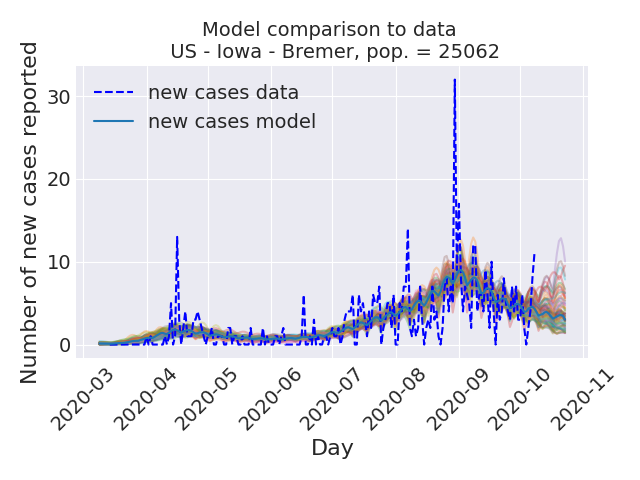 Model comparison to data
US - Iowa - Bremer, pop. = 25062
Number of new cases reported
30
20
10
0
new cases data
new cases model
2020-03
2020-04
2020-05
2020-06
2020-07
2020-08
2020-09
2020-10
2020-11
Day